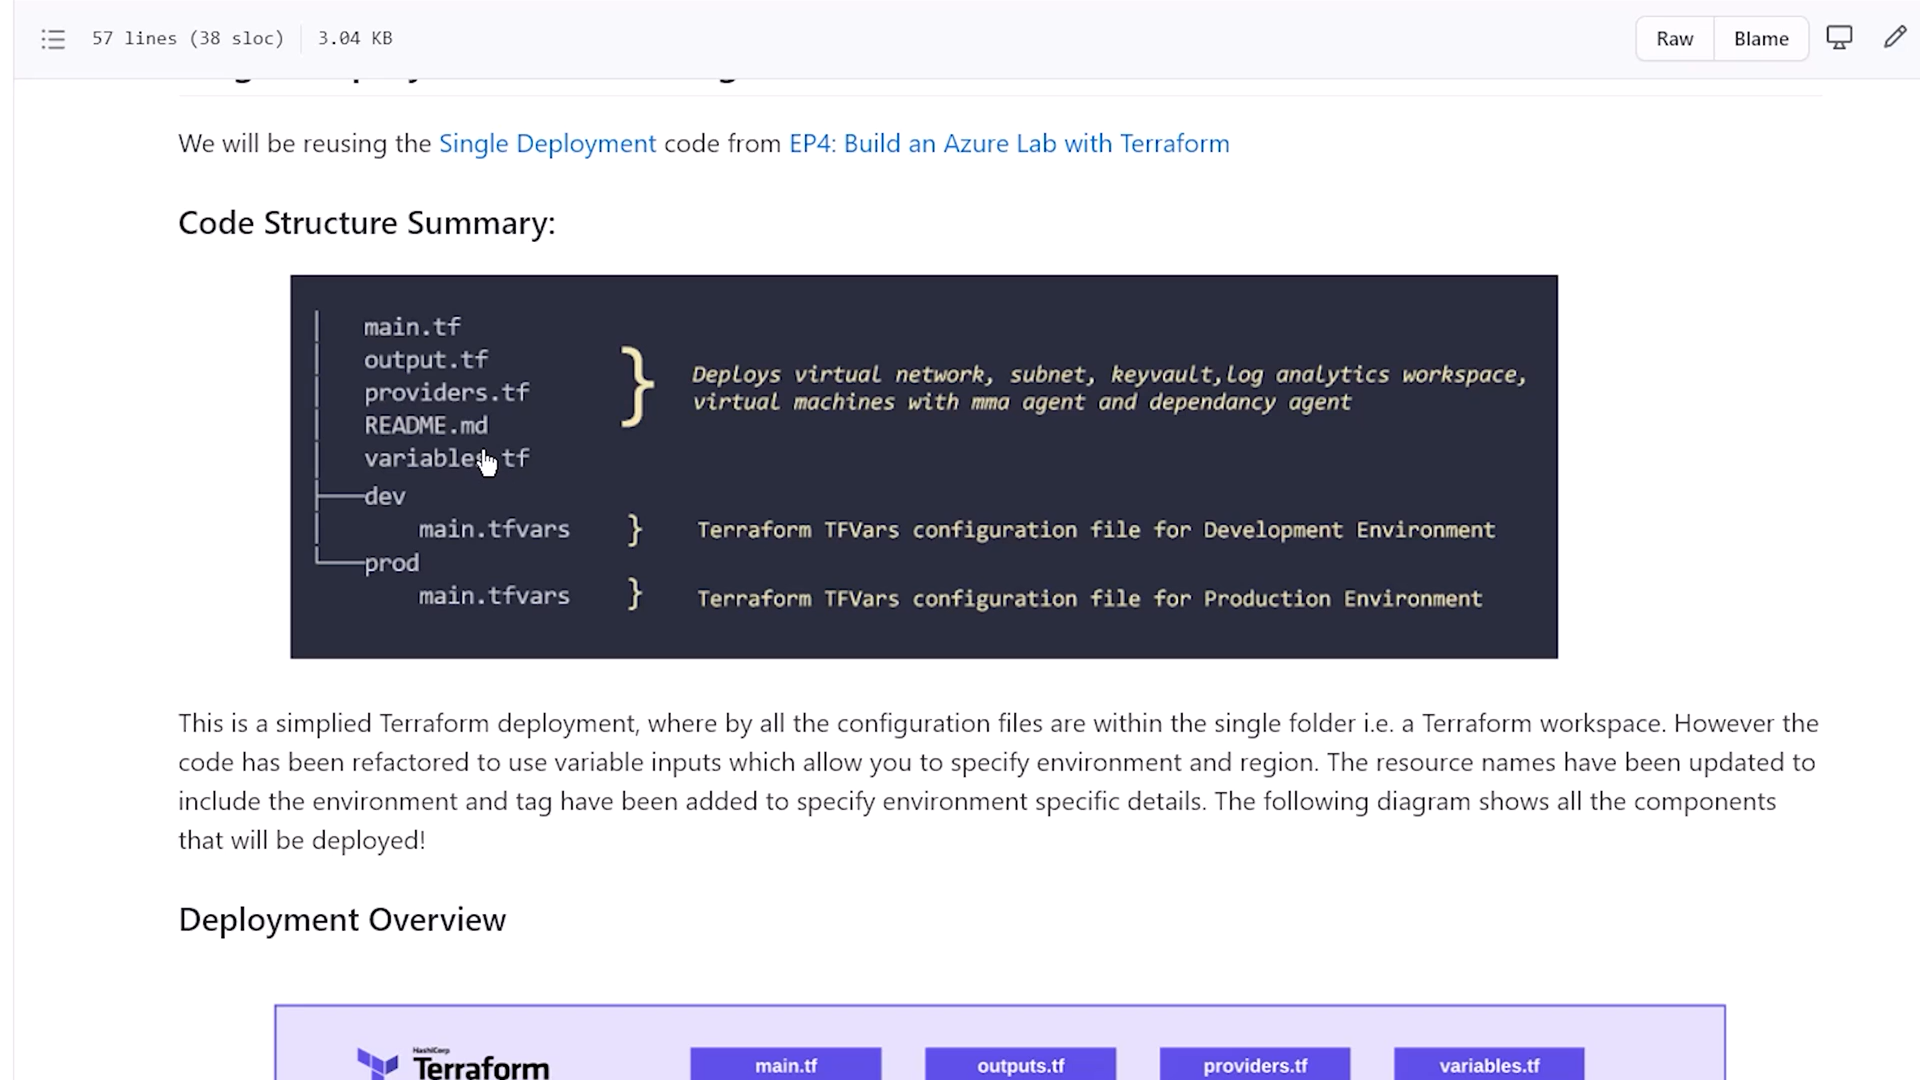 57 lines (38 sloc) 3.04 KB Raw Blame
We will be reusing the Single Deployment code from EP4: Build an Azure Lab with Terraform
Code Structure Summary:
main.tf
output.tf
providers.tf
README.md
variables.tf
Deploys virtual network, subnet, keyvault,log analytics workspace,
virtual machines with mma agent and dependancy agent
dev
main.tfvars } Terraform TFVars configuration file for Development Environment
prod
main.tfvars } Terraform TFVars configuration file for Production Environment
This is a simplied Terraform deployment, where by all the configuration files are within the single folder i.e. a Terraform workspace. However the
code has been refactored to use variable inputs which allow you to specify environment and region. The resource names have been updated to
include the environment and tag have been added to specify environment specific details. The following diagram shows all the components
that will be deployed!
Deployment Overview
HashiCorp
Terraform main.tf outputs.tf providers.tf variables.tf